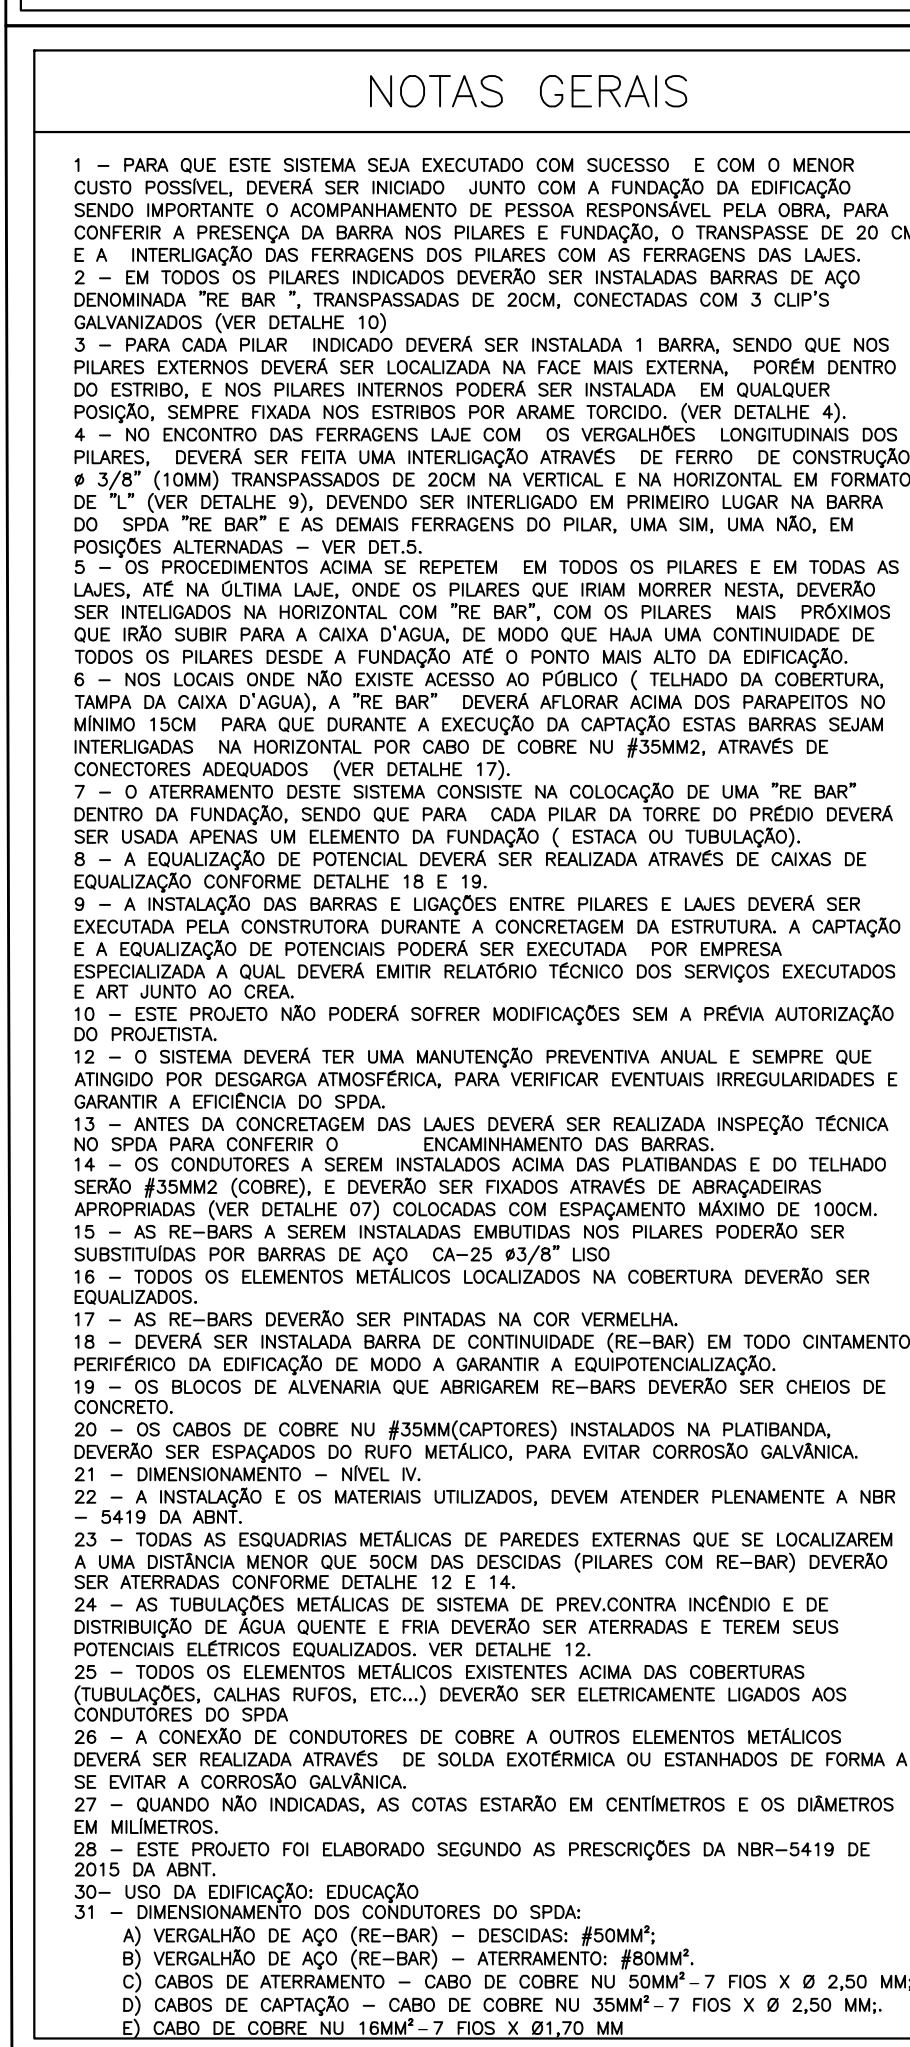 NOTAS GERAIS
1 – PARA QUE ESTE SISTEMA SEJA EXECUTADO COM SUCESSO E COM O MENOR
CUSTO POSSÍVEL, DEVERÁ SER INICIADO JUNTO COM A FUNDAÇÃO DA EDIFICAÇÃO
SENDO IMPORTANTE O ACOMPANHAMENTO DE PESSOA RESPONSÁVEL PELA OBRA, PARA
CONFERIR A PRESENÇA DA BARRA NOS PILARES E FUNDAÇÃO, O TRANSPASSE DE 20 CM
E A INTERLIGAÇÃO DAS FERRAGENS DOS PILARES COM AS FERRAGENS DAS LAJES.
2 – EM TODOS OS PILARES INDICADOS DEVERÃO SER INSTALADAS BARRAS DE AÇO
DENOMINADA "RE BAR ", TRANSPASSADAS DE 20CM, CONECTADAS COM 3 CLIP'S
GALVANIZADOS (VER DETALHE 10)
3 – PARA CADA PILAR INDICADO DEVERÁ SER INSTALADA 1 BARRA, SENDO QUE NOS
PILARES EXTERNOS DEVERÁ SER LOCALIZADA NA FACE MAIS EXTERNA, PORÉM DENTRO
DO ESTRIBO, E NOS PILARES INTERNOS PODERÁ SER INSTALADA EM QUALQUER
POSIÇÃO, SEMPRE FIXADA NOS ESTRIBOS POR ARAME TORCIDO. (VER DETALHE 4).
4 – NO ENCONTRO DAS FERRAGENS LAJE COM OS VERGALHÕES LONGITUDINAIS DOS
PILARES, DEVERÁ SER FEITA UMA INTERLIGAÇÃO ATRAVÉS DE FERRO DE CONSTRUÇÃO
ø 3/8" (10MM) TRANSPASSADOS DE 20CM NA VERTICAL E NA HORIZONTAL EM FORMATO
DE "L" (VER DETALHE 9), DEVENDO SER INTERLIGADO EM PRIMEIRO LUGAR NA BARRA
DO SPDA "RE BAR" E AS DEMAIS FERRAGENS DO PILAR, UMA SIM, UMA NÃO, EM
POSIÇÕES ALTERNADAS – VER DET.5.
5 – OS PROCEDIMENTOS ACIMA SE REPETEM EM TODOS OS PILARES E EM TODAS AS
LAJES, ATÉ NA ÚLTIMA LAJE, ONDE OS PILARES QUE IRIAM MORRER NESTA, DEVERÃO
SER INTELIGADOS NA HORIZONTAL COM "RE BAR", COM OS PILARES MAIS PRÓXIMOS
QUE IRÃO SUBIR PARA A CAIXA D'AGUA, DE MODO QUE HAJA UMA CONTINUIDADE DE
TODOS OS PILARES DESDE A FUNDAÇÃO ATÉ O PONTO MAIS ALTO DA EDIFICAÇÃO.
6 – NOS LOCAIS ONDE NÃO EXISTE ACESSO AO PÚBLICO ( TELHADO DA COBERTURA,
TAMPA DA CAIXA D'AGUA), A "RE BAR" DEVERÁ AFLORAR ACIMA DOS PARAPEITOS NO
MÍNIMO 15CM PARA QUE DURANTE A EXECUÇÃO DA CAPTAÇÃO ESTAS BARRAS SEJAM
INTERLIGADAS NA HORIZONTAL POR CABO DE COBRE NU #35MM2, ATRAVÉS DE
CONECTORES ADEQUADOS (VER DETALHE 17).
7 – O ATERRAMENTO DESTE SISTEMA CONSISTE NA COLOCAÇÃO DE UMA "RE BAR"
DENTRO DA FUNDAÇÃO, SENDO QUE PARA CADA PILAR DA TORRE DO PRÉDIO DEVERÁ
SER USADA APENAS UM ELEMENTO DA FUNDAÇÃO ( ESTACA OU TUBULAÇÃO).
8 – A EQUALIZAÇÃO DE POTENCIAL DEVERÁ SER REALIZADA ATRAVÉS DE CAIXAS DE
EQUALIZAÇÃO CONFORME DETALHE 18 E 19.
9 – A INSTALAÇÃO DAS BARRAS E LIGAÇÕES ENTRE PILARES E LAJES DEVERÁ SER
EXECUTADA PELA CONSTRUTORA DURANTE A CONCRETAGEM DA ESTRUTURA. A CAPTAÇÃO
E A EQUALIZAÇÃO DE POTENCIAIS PODERÁ SER EXECUTADA POR EMPRESA
ESPECIALIZADA A QUAL DEVERÁ EMITIR RELATÓRIO TÉCNICO DOS SERVIÇOS EXECUTADOS
E ART JUNTO AO CREA.
10 – ESTE PROJETO NÃO PODERÁ SOFRER MODIFICAÇÕES SEM A PRÉVIA AUTORIZAÇÃO
DO PROJETISTA.
12 – O SISTEMA DEVERÁ TER UMA MANUTENÇÃO PREVENTIVA ANUAL E SEMPRE QUE
ATINGIDO POR DESGARGA ATMOSFÉRICA, PARA VERIFICAR EVENTUAIS IRREGULARIDADES E
GARANTIR A EFICIÊNCIA DO SPDA.
13 – ANTES DA CONCRETAGEM DAS LAJES DEVERÁ SER REALIZADA INSPEÇÃO TÉCNICA
NO SPDA PARA CONFERIR O ENCAMINHAMENTO DAS BARRAS.
14 – OS CONDUTORES A SEREM INSTALADOS ACIMA DAS PLATIBANDAS E DO TELHADO
SERÃO #35MM2 (COBRE), E DEVERÃO SER FIXADOS ATRAVÉS DE ABRAÇADEIRAS
APROPRIADAS (VER DETALHE 07) COLOCADAS COM ESPAÇAMENTO MÁXIMO DE 100CM.
15 – AS RE–BARS A SEREM INSTALADAS EMBUTIDAS NOS PILARES PODERÃO SER
SUBSTITUÍDAS POR BARRAS DE AÇO CA–25 ø3/8" LISO
16 – TODOS OS ELEMENTOS METÁLICOS LOCALIZADOS NA COBERTURA DEVERÃO SER
EQUALIZADOS.
17 – AS RE–BARS DEVERÃO SER PINTADAS NA COR VERMELHA.
18 – DEVERÁ SER INSTALADA BARRA DE CONTINUIDADE (RE–BAR) EM TODO CINTAMENTO
PERIFÉRICO DA EDIFICAÇÃO DE MODO A GARANTIR A EQUIPOTENCIALIZAÇÃO.
19 – OS BLOCOS DE ALVENARIA QUE ABRIGAREM RE–BARS DEVERÃO SER CHEIOS DE
CONCRETO.
20 – OS CABOS DE COBRE NU #35MM(CAPTORES) INSTALADOS NA PLATIBANDA,
DEVERÃO SER ESPAÇADOS DO RUFO METÁLICO, PARA EVITAR CORROSÃO GALVÂNICA.
21 – DIMENSIONAMENTO – NÍVEL IV.
22 – A INSTALAÇÃO E OS MATERIAIS UTILIZADOS, DEVEM ATENDER PLENAMENTE A NBR
– 5419 DA ABNT.
23 – TODAS AS ESQUADRIAS METÁLICAS DE PAREDES EXTERNAS QUE SE LOCALIZAREM
A UMA DISTÂNCIA MENOR QUE 50CM DAS DESCIDAS (PILARES COM RE–BAR) DEVERÃO
SER ATERRADAS CONFORME DETALHE 12 E 14.
24 – AS TUBULAÇÕES METÁLICAS DE SISTEMA DE PREV.CONTRA INCÊNDIO E DE
DISTRIBUIÇÃO DE ÁGUA QUENTE E FRIA DEVERÃO SER ATERRADAS E TEREM SEUS
POTENCIAIS ELÉTRICOS EQUALIZADOS. VER DETALHE 12.
25 – TODOS OS ELEMENTOS METÁLICOS EXISTENTES ACIMA DAS COBERTURAS
(TUBULAÇÕES, CALHAS RUFOS, ETC...) DEVERÃO SER ELETRICAMENTE LIGADOS AOS
CONDUTORES DO SPDA
26 – A CONEXÃO DE CONDUTORES DE COBRE A OUTROS ELEMENTOS METÁLICOS
DEVERÁ SER REALIZADA ATRAVÉS DE SOLDA EXOTÉRMICA OU ESTANHADOS DE FORMA A
SE EVITAR A CORROSÃO GALVÂNICA.
27 – QUANDO NÃO INDICADAS, AS COTAS ESTARÃO EM CENTÍMETROS E OS DIÂMETROS
EM MILÍMETROS.
28 – ESTE PROJETO FOI ELABORADO SEGUNDO AS PRESCRIÇÕES DA NBR–5419 DE
2015 DA ABNT.
30– USO DA EDIFICAÇÃO: EDUCAÇÃO
31 – DIMENSIONAMENTO DOS CONDUTORES DO SPDA:
A) VERGALHÃO DE AÇO (RE–BAR) – DESCIDAS: #50MM²;
B) VERGALHÃO DE AÇO (RE–BAR) – ATERRAMENTO: #80MM².
C) CABOS DE ATERRAMENTO – CABO DE COBRE NU 50MM²–7 FIOS X Ø 2,50 MM;
D) CABOS DE CAPTAÇÃO – CABO DE COBRE NU 35MM²–7 FIOS X Ø 2,50 MM;.
E) CABO DE COBRE NU 16MM²–7 FIOS X Ø1,70 MM